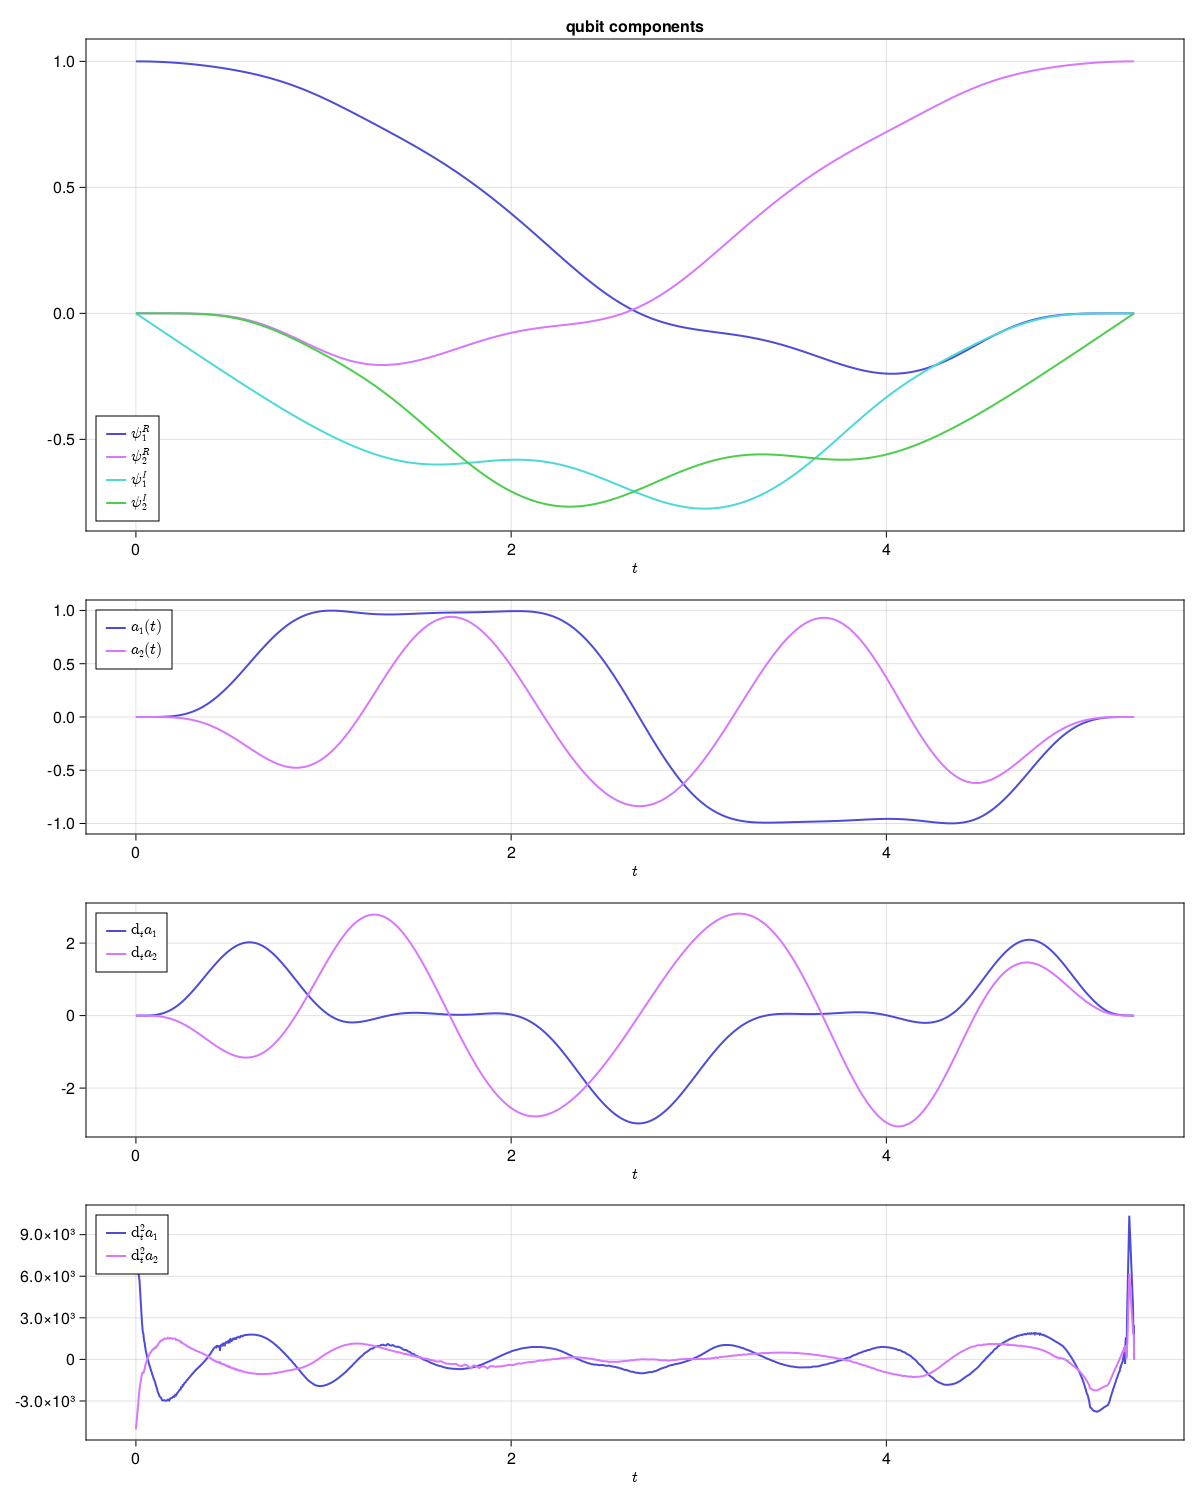 qubit components
1.0
0.5
0.0
-0.5
ψ₁ᴿ
ψ₂ᴿ
ψ₁ᴵ
ψ₂ᴵ
0 2 4
t
1.0
0.5
0.0
-0.5
-1.0
a₁(t)
a₂(t)
0 2 4
t
2
0
-2
dₜa₁
dₜa₂
0 2 4
t
9.0×10³
6.0×10³
3.0×10³
0
-3.0×10³
dₜ²a₁
dₜ²a₂
0 2 4
t